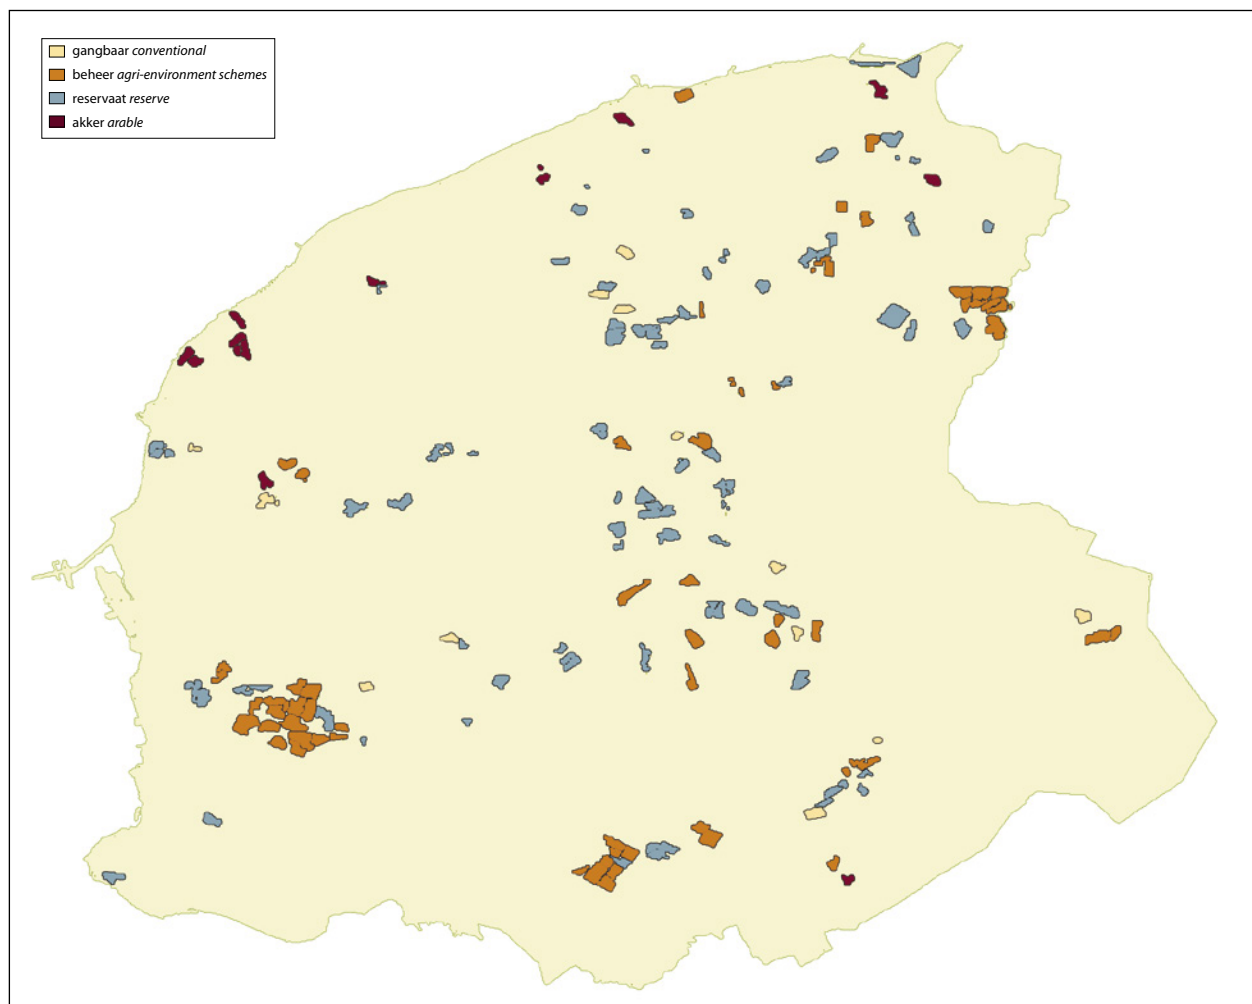 gangbaar conventional
beheer agri-environment schemes
reservaat reserve
akker arable